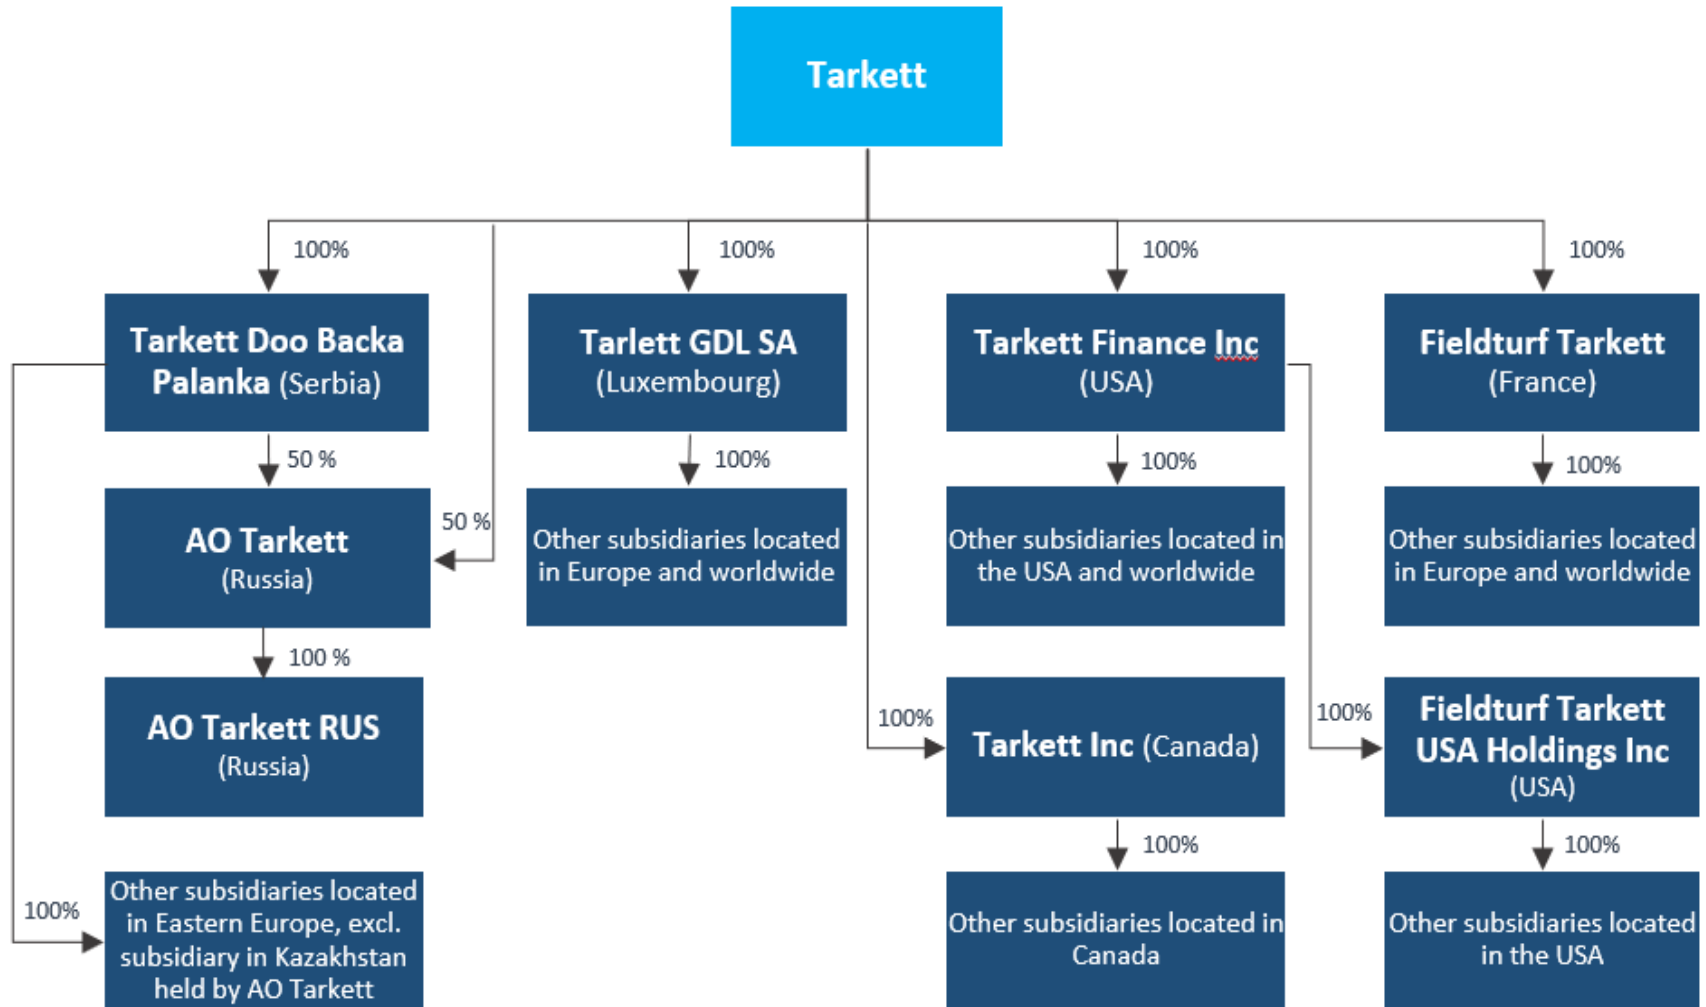 Tarkett
100%
100%
100%
100%
Tarkett Doo Backa
Palanka (Serbia)
Tarlett GDL SA
(Luxembourg)
Tarkett Finance Inc
(USA)
Fieldturf Tarkett
(France)
50 %
100%
100%
100%
AO Tarkett
(Russia)
50 %
Other subsidiaries located
in Europe and worldwide
Other subsidiaries located in
the USA and worldwide
Other subsidiaries located
in Europe and worldwide
100 %
AO Tarkett RUS
(Russia)
100%
Tarkett Inc (Canada)
100%
Fieldturf Tarkett
USA Holdings Inc
(USA)
100%
100%
100%
Other subsidiaries located
in Eastern Europe, excl.
subsidiary in Kazakhstan
held by AO Tarkett
Other subsidiaries located in
Canada
Other subsidiaries located
in the USA